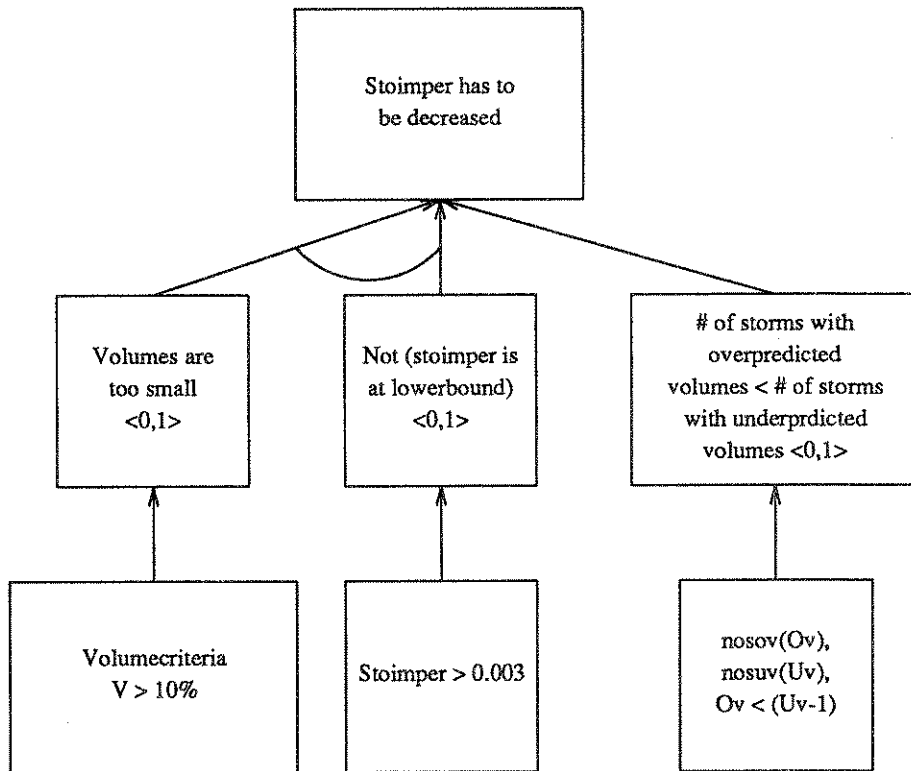 Stoimper has to
be decreased
Volumes are
too small
<0,1>
Not (stoimper is
at lowerbound)
<0,1>
# of storms with
overpredicted
volumes < # of storms
with underprdicted
volumes <0,1>
Volumecriteria
V > 10%
Stoimper > 0.003
nosov(Ov),
nosuv(Uv),
Ov < (Uv-1)